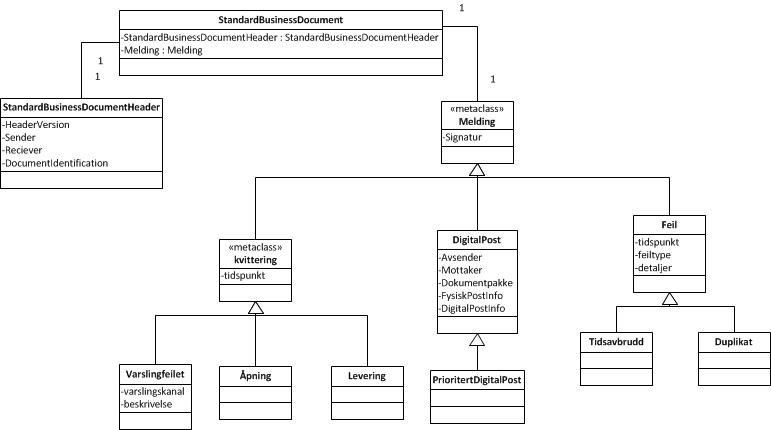 StandardBusinessDocument
-StandardBusinessDocumentHeader : StandardBusinessDocumentHeader
-Melding : Melding
1
1
1
1
StandardBusinessDocumentHeader
-HeaderVersion
-Sender
-Reciever
-DocumentIdentification
«metaclass»
Melding
-Signatur
«metaclass»
kvittering
-tidspunkt
DigitalPost
-Avsender
-Mottaker
-Dokumentpakke
-FysiskPostInfo
-DigitalPostInfo
Feil
-tidspunkt
-feiltype
-detaljer
Varslingfeilet
-varslingskanal
-beskrivelse
Åpning
Levering
PrioritertDigitalPost
Tidsavbrudd
Duplikat